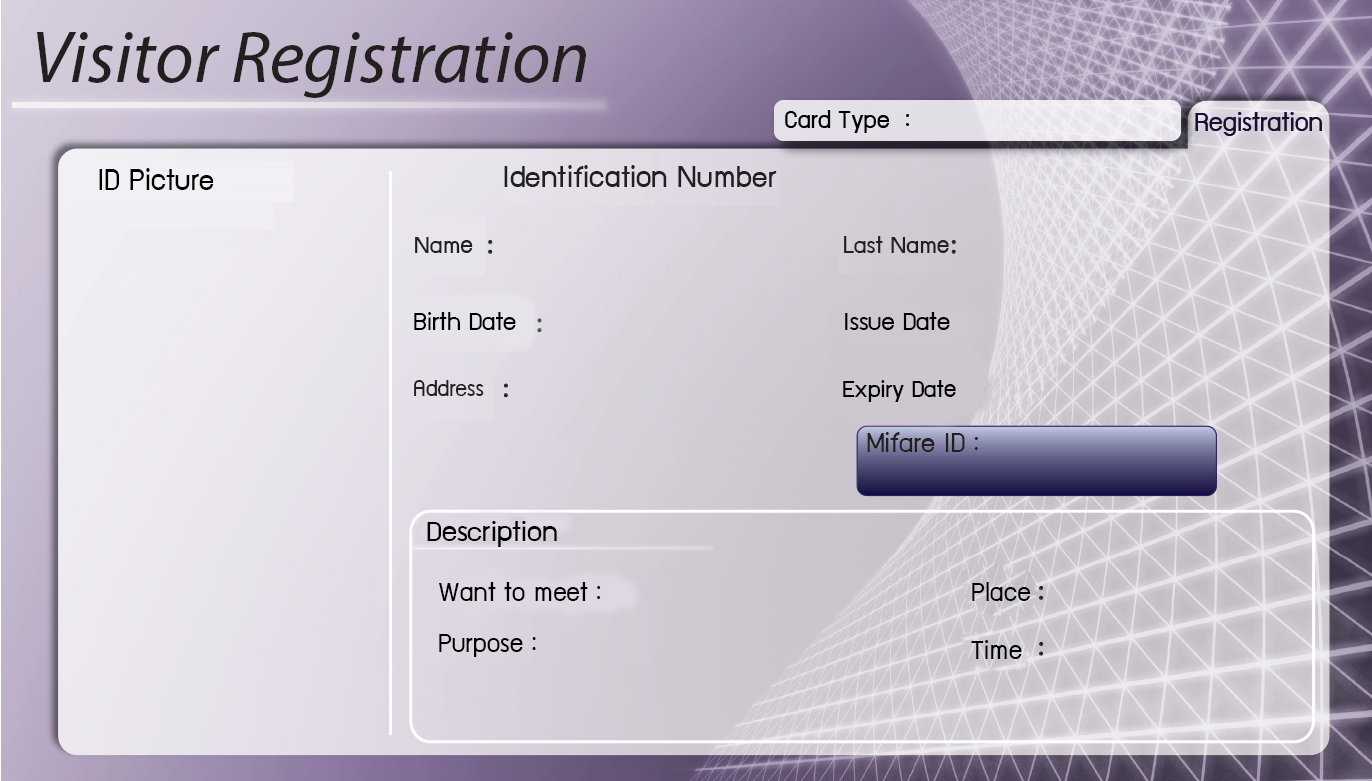 Visitor Registration
Card Type :
Registration
ID Picture
Identification Number
Name :
Last Name:
Birth Date :
Issue Date
Address :
Expiry Date
Mifare ID :
Description
Want to meet :
Place :
Purpose :
Time :